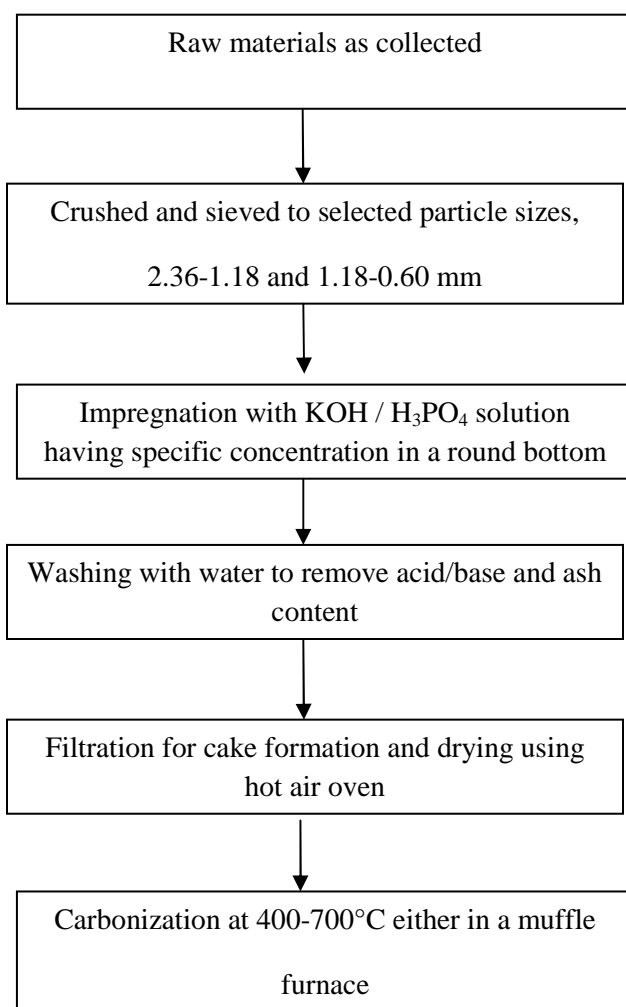 Raw materials as collected
Crushed and sieved to selected particle sizes,
2.36-1.18 and 1.18-0.60 mm
Impregnation with KOH / H₃PO₄ solution
having specific concentration in a round bottom
Washing with water to remove acid/base and ash
content
Filtration for cake formation and drying using
hot air oven
Carbonization at 400-700°C either in a muffle
furnace